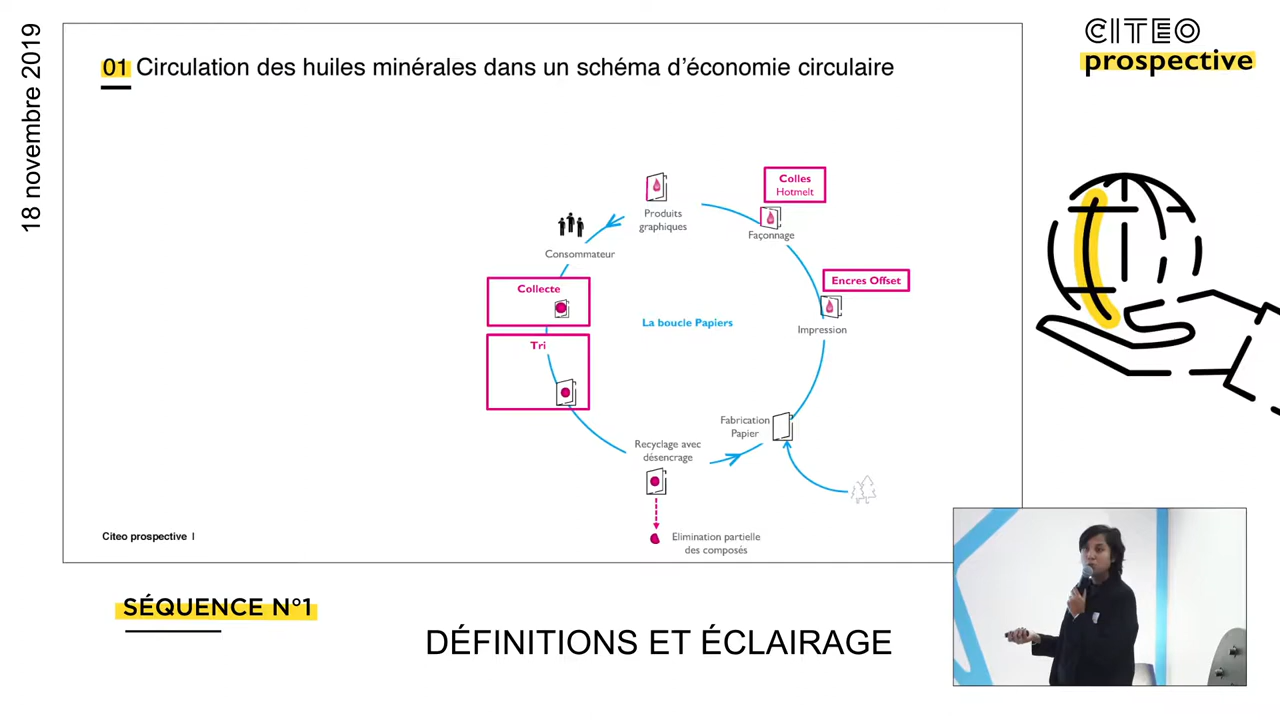 18 novembre 2019
01 Circulation des huiles minérales dans un schéma d'économie circulaire
CITEO
prospective
Colles
Hotmelt
Produits
graphiques
Façonnage
Consommateur
Encres Offset
Collecte
La boucle Papiers
Impression
Tri
Fabrication
Papier
Recyclage avec
désencrage
Elimination partielle
des composés
Citeo prospective I
SÉQUENCE N°1
DÉFINITIONS ET ÉCLAIRAGE